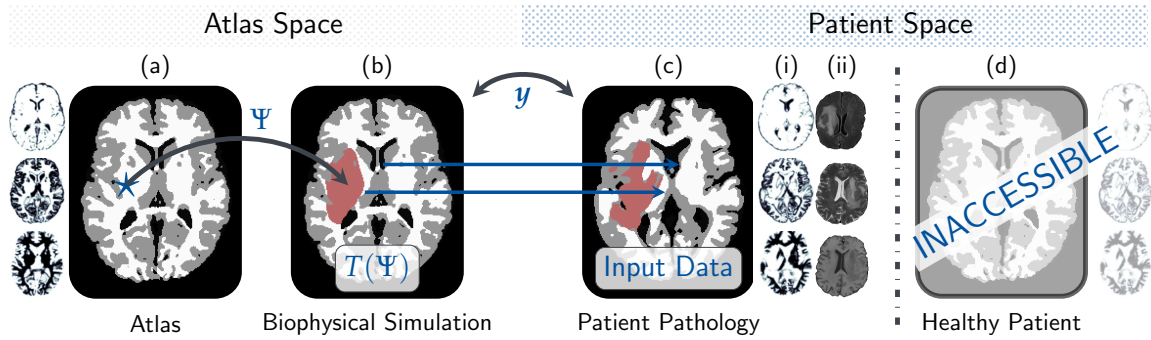 Atlas Space
Patient Space
(a)
(b)
(c)
(i)
(ii)
(d)
Ψ
y
T(Ψ)
Input Data
INACCESSIBLE
Atlas
Biophysical Simulation
Patient Pathology
Healthy Patient